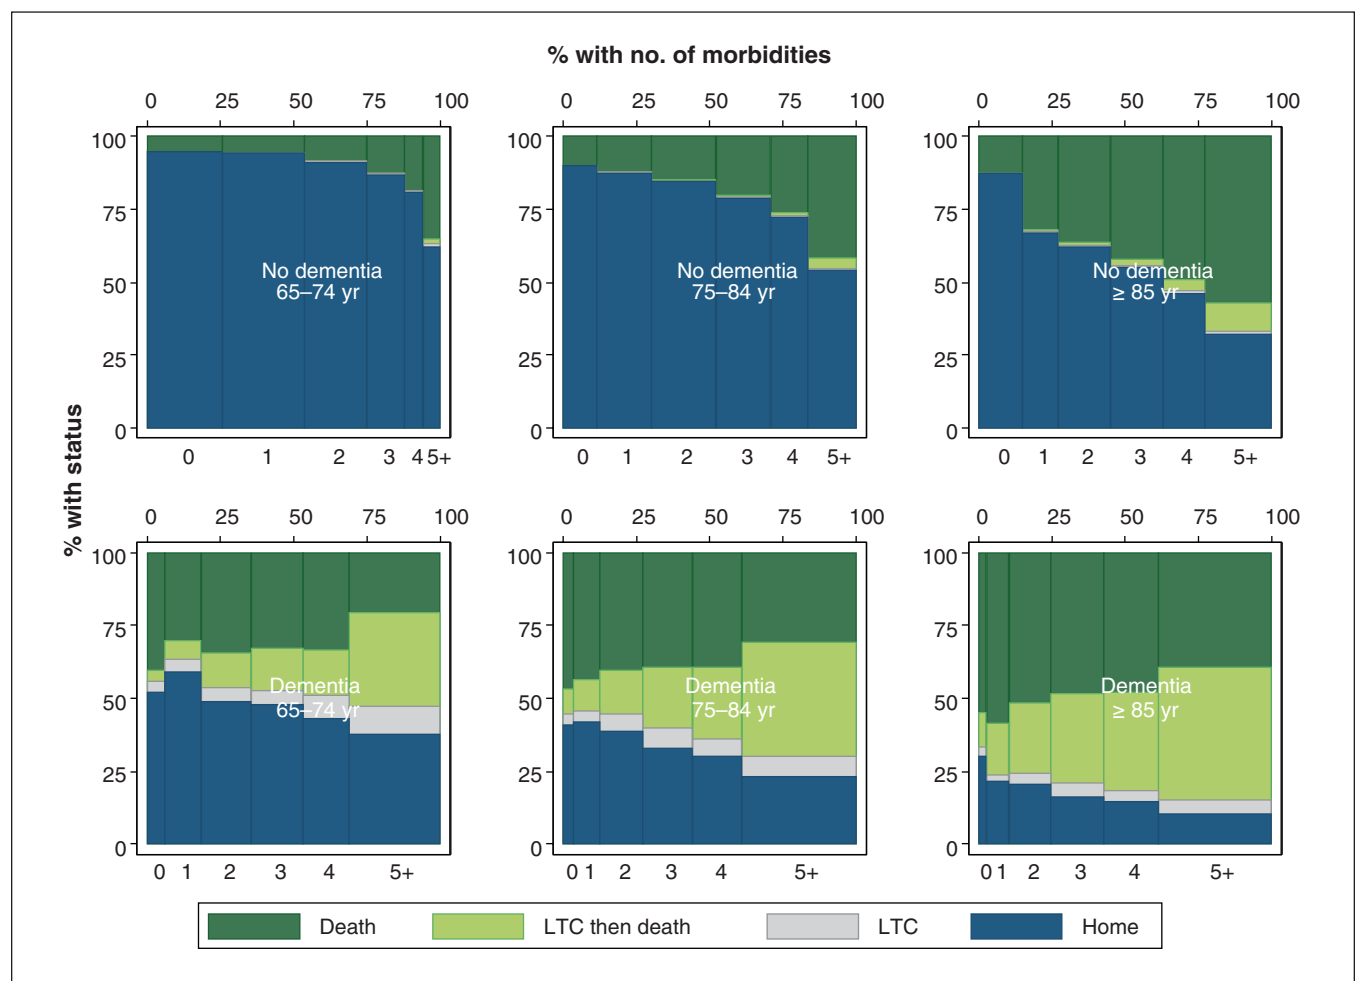 % with no. of morbidities
0 25 50 75 100
0 25 50 75 100
0 25 50 75 100
100
75
50
25
0
No dementia
65–74 yr
0 1 2 3 4 5+
100
75
50
25
0
No dementia
75–84 yr
0 1 2 3 4 5+
100
75
50
25
0
No dementia
≥ 85 yr
0 1 2 3 4 5+
% with status
0 25 50 75 100
0 25 50 75 100
0 25 50 75 100
100
75
50
25
0
Dementia
65–74 yr
0 1 2 3 4 5+
100
75
50
25
0
Dementia
75–84 yr
0 1 2 3 4 5+
100
75
50
25
0
Dementia
≥ 85 yr
0 1 2 3 4 5+
Death LTC then death LTC Home